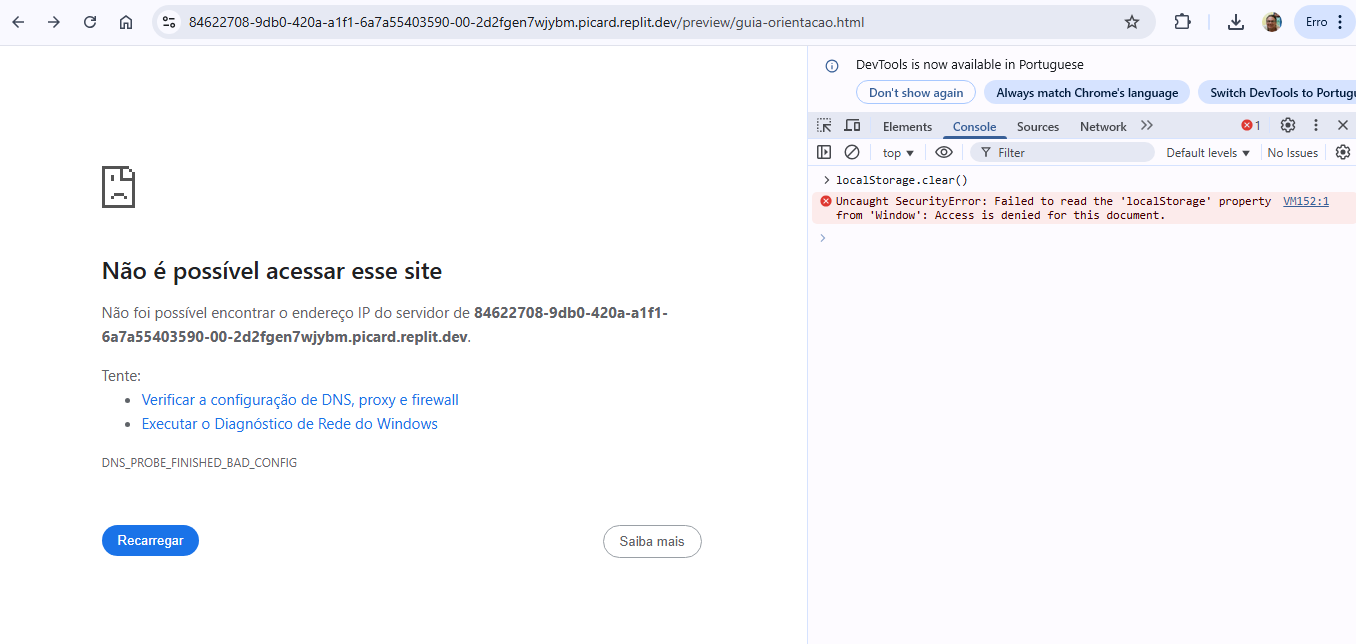 84622708-9db0-420a-a1f1-6a7a55403590-00-2d2fgen7wjybm.picard.replit.dev/preview/guia-orientacao.html
Erro
DevTools is now available in Portuguese
Don't show again
Always match Chrome's language
Switch DevTools to Portugu
Elements
Console
Sources
Network
1
top
Filter
Default levels
No Issues
localStorage.clear()
Uncaught SecurityError: Failed to read the 'localStorage' property
VM152:1
from 'Window': Access is denied for this document.
Não é possível acessar esse site
Não foi possível encontrar o endereço IP do servidor de 84622708-9db0-420a-a1f1-
6a7a55403590-00-2d2fgen7wjybm.picard.replit.dev.
Tente:
Verificar a configuração de DNS, proxy e firewall
Executar o Diagnóstico de Rede do Windows
DNS_PROBE_FINISHED_BAD_CONFIG
Recarregar
Saiba mais